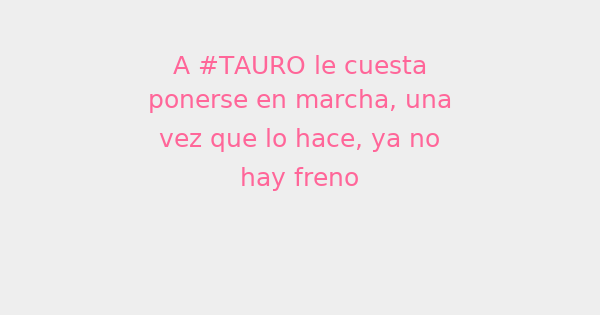 A #TAURO le cuesta
ponerse en marcha, una
vez que lo hace, ya no
hay freno